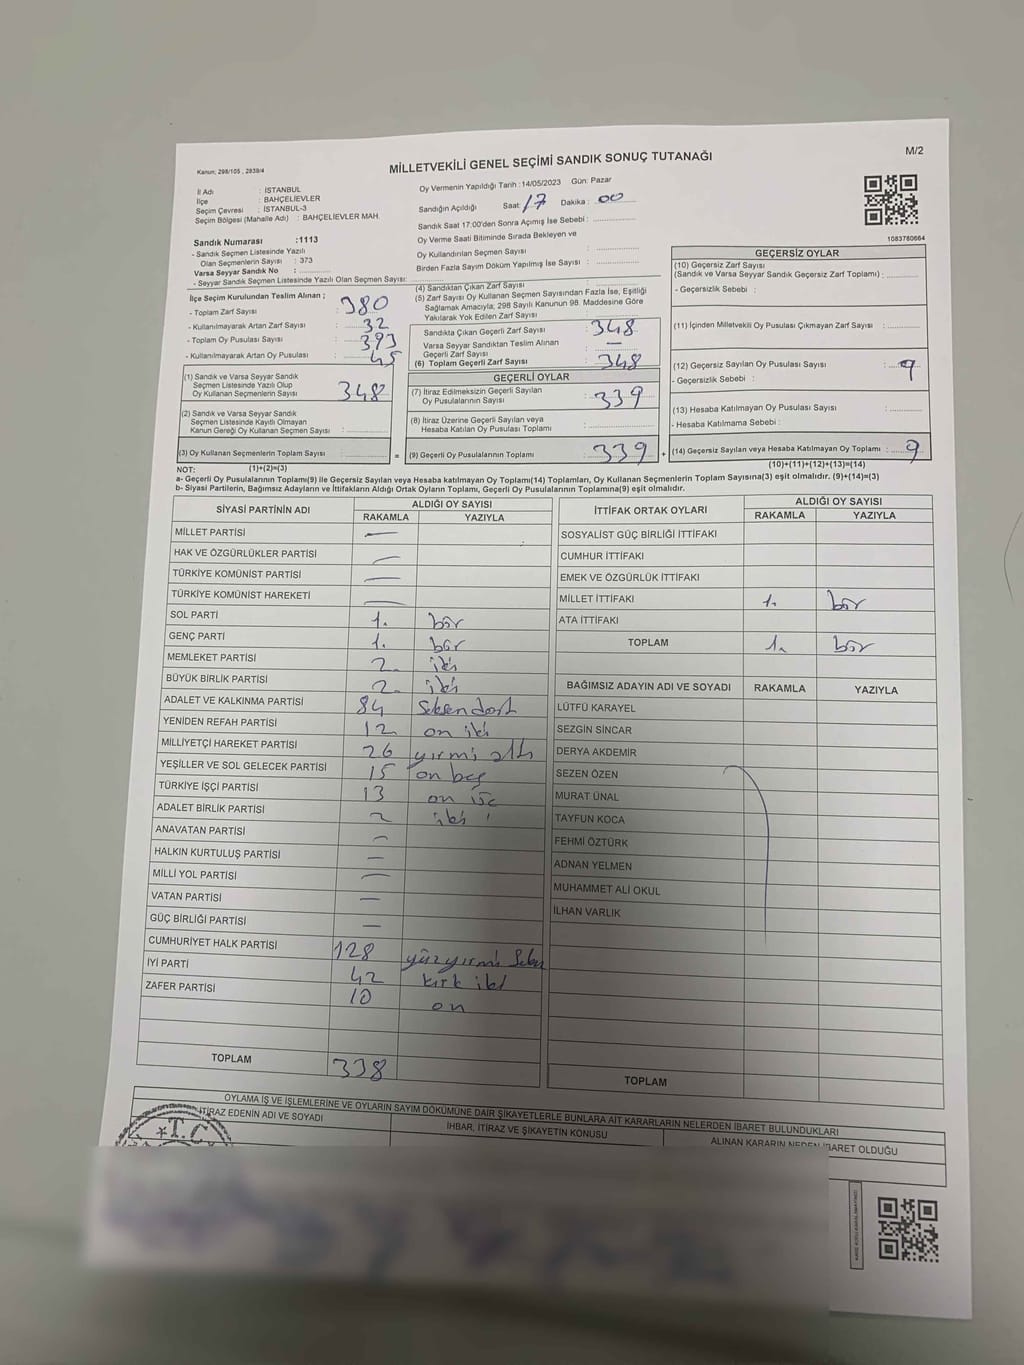 Kanun; 298/105 , 2839/4
MİLLETVEKİLİ GENEL SEÇİMİ SANDIK SONUÇ TUTANAĞI
M/2
İl Adı : İSTANBUL
İlçe : BAHÇELİEVLER
Seçim Çevresi : İSTANBUL-3
Seçim Bölgesi (Mahalle Adı) : BAHÇELİEVLER MAH.
Oy Vermenin Yapıldığı Tarih :14/05/2023 Gün: Pazar
Sandığın Açıldığı Saat: 17 Dakika : 00
Sandık Saat 17:00'den Sonra Açımış İse Sebebi :
Oy Verme Saati Bitiminde Sırada Bekleyen ve
Oy Kullandırılan Seçmen Sayısı :
Birden Fazla Sayım Döküm Yapılmış İse Sayısı :
1083780664
Sandık Numarası :1113
- Sandık Seçmen Listesinde Yazılı
Olan Seçmenlerin Sayısı : 373
Varsa Seyyar Sandık No :
- Seyyar Sandık Seçmen Listesinde Yazılı Olan Seçmen Sayısı:
İlçe Seçim Kurulundan Teslim Alınan ;
- Toplam Zarf Sayısı : 380
- Kullanılmayarak Artan Zarf Sayısı : 32
- Toplam Oy Pusulası Sayısı : 393
- Kullanılmayarak Artan Oy Pusulası : 45
(1) Sandık ve Varsa Seyyar Sandık
Seçmen Listesinde Yazılı Olup
Oy Kullanan Seçmen Sayısı : 348
(2) Sandık ve Varsa Seyyar Sandık
Seçmen Listesinde Kayıtlı Olmayan
Kanun Gereği Oy Kullanan Seçmen Sayısı :
(3) Oy Kullanan Seçmenlerin Toplam Sayısı :
(4) Sandıktan Çıkan Zarf Sayısı :
(5) Zarf Sayısı Oy Kullanan Seçmen Sayısından Fazla İse, Eşitliği
Sağlamak Amacıyla; 298 Sayılı Kanunun 98. Maddesine Göre
Yakılarak Yok Edilen Zarf Sayısı :
Sandıkta Çıkan Geçerli Zarf Sayısı : 348
Varsa Seyyar Sandıktan Teslim Alınan
Geçerli Zarf Sayısı : —
(6) Toplam Geçerli Zarf Sayısı : 348
GEÇERLİ OYLAR
(7) İtiraz Edilmeksizin Geçerli Sayılan
Oy Pusulalarının Sayısı : 339
(8) İtiraz Üzerine Geçerli Sayılan veya
Hesaba Katılan Oy Pusulası Toplamı :
= (9) Geçerli Oy Pusulalarının Toplamı : 339
GEÇERSİZ OYLAR
(10) Geçersiz Zarf Sayısı
(Sandık ve Varsa Seyyar Sandık Geçersiz Zarf Toplamı) :
- Geçersizlik Sebebi :
(11) İçinden Milletvekili Oy Pusulası Çıkmayan Zarf Sayısı :
(12) Geçersiz Sayılan Oy Pusulası Sayısı : 9
- Geçersizlik Sebebi :
(13) Hesaba Katılmayan Oy Pusulası Sayısı :
- Hesaba Katılmama Sebebi :
+ (14) Geçersiz Sayılan veya Hesaba Katılmayan Oy Toplamı : 9
NOT: (1)+(2)=(3)
(10)+(11)+(12)+(13)=(14)
a- Geçerli Oy Pusulalarının Toplamı(9) ile Geçersiz Sayılan veya Hesaba katılmayan Oy Toplamı(14) Toplamları, Oy Kullanan Seçmenlerin Toplam Sayısına(3) eşit olmalıdır. (9)+(14)=(3)
b- Siyasi Partilerin, Bağımsız Adayların ve İttifakların Aldığı Ortak Oyların Toplamı, Geçerli Oy Pusulalarının Toplamına(9) eşit olmalıdır.
SİYASİ PARTİNİN ADI
ALDIĞI OY SAYISI
RAKAMLA YAZIYLA
MİLLET PARTİSİ —
HAK VE ÖZGÜRLÜKLER PARTİSİ —
TÜRKİYE KOMÜNİST PARTİSİ —
TÜRKİYE KOMÜNİST HAREKETİ —
SOL PARTİ 1. bir
GENÇ PARTİ 1. bir
MEMLEKET PARTİSİ 2. iki
BÜYÜK BİRLİK PARTİSİ 2. iki
ADALET VE KALKINMA PARTİSİ 84 Seksen dört
YENİDEN REFAH PARTİSİ 12 on iki
MİLLİYETÇİ HAREKET PARTİSİ 26 yirmi altı
YEŞİLLER VE SOL GELECEK PARTİSİ 15 on beş
TÜRKİYE İŞÇİ PARTİSİ 13 on üç
ADALET BİRLİK PARTİSİ 2 iki
ANAVATAN PARTİSİ —
HALKIN KURTULUŞ PARTİSİ —
MİLLİ YOL PARTİSİ —
VATAN PARTİSİ —
GÜÇ BİRLİĞİ PARTİSİ —
CUMHURİYET HALK PARTİSİ 128 yüzyirmi Sekiz
İYİ PARTİ 42 kırk iki
ZAFER PARTİSİ 10 on
TOPLAM 338
İTTİFAK ORTAK OYLARI
ALDIĞI OY SAYISI
RAKAMLA YAZIYLA
SOSYALİST GÜÇ BİRLİĞİ İTTİFAKI
CUMHUR İTTİFAKI
EMEK VE ÖZGÜRLÜK İTTİFAKI
MİLLET İTTİFAKI 1. bir
ATA İTTİFAKI
TOPLAM 1. bir
BAĞIMSIZ ADAYIN ADI VE SOYADI RAKAMLA YAZIYLA
LÜTFÜ KARAYEL
SEZGİN SİNCAR
DERYA AKDEMİR
SEZEN ÖZEN
MURAT ÜNAL
TAYFUN KOCA
FEHMİ ÖZTÜRK
ADNAN YELMEN
MUHAMMET ALİ OKUL
İLHAN VARLIK
TOPLAM
OYLAMA İŞ VE İŞLEMLERİNE VE OYLARIN SAYIM DÖKÜMÜNE DAİR ŞİKAYETLERLE BUNLARA AİT KARARLARIN NELERDEN İBARET BULUNDUKLARI
İTİRAZ EDENİN ADI VE SOYADI
İHBAR, İTİRAZ VE ŞİKAYETİN KONUSU
ALINAN KARARIN NEDEN İBARET OLDUĞU
T.C